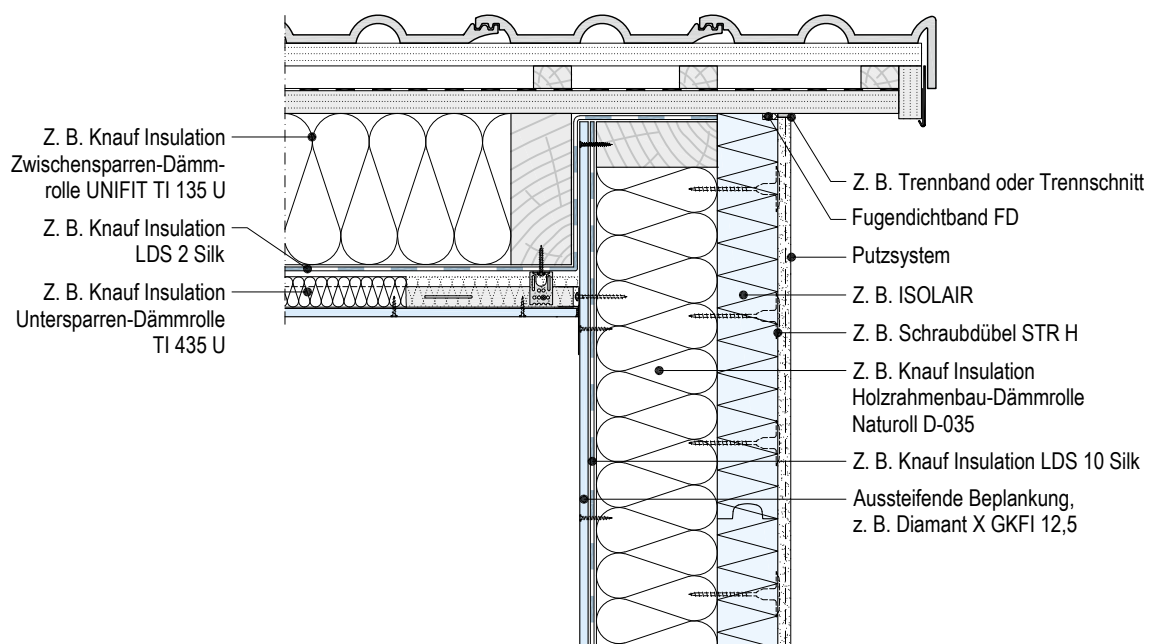 Z. B. Knauf Insulation
Zwischensparren-Dämm-
rolle UNIFIT TI 135 U
Z. B. Knauf Insulation
LDS 2 Silk
Z. B. Knauf Insulation
Untersparren-Dämmrolle
TI 435 U
Z. B. Trennband oder Trennschnitt
Fugendichtband FD
Putzsystem
Z. B. ISOLAIR
Z. B. Schraubdübel STR H
Z. B. Knauf Insulation
Holzrahmenbau-Dämmrolle
Naturoll D-035
Z. B. Knauf Insulation LDS 10 Silk
Aussteifende Beplankung,
z. B. Diamant X GKFI 12,5